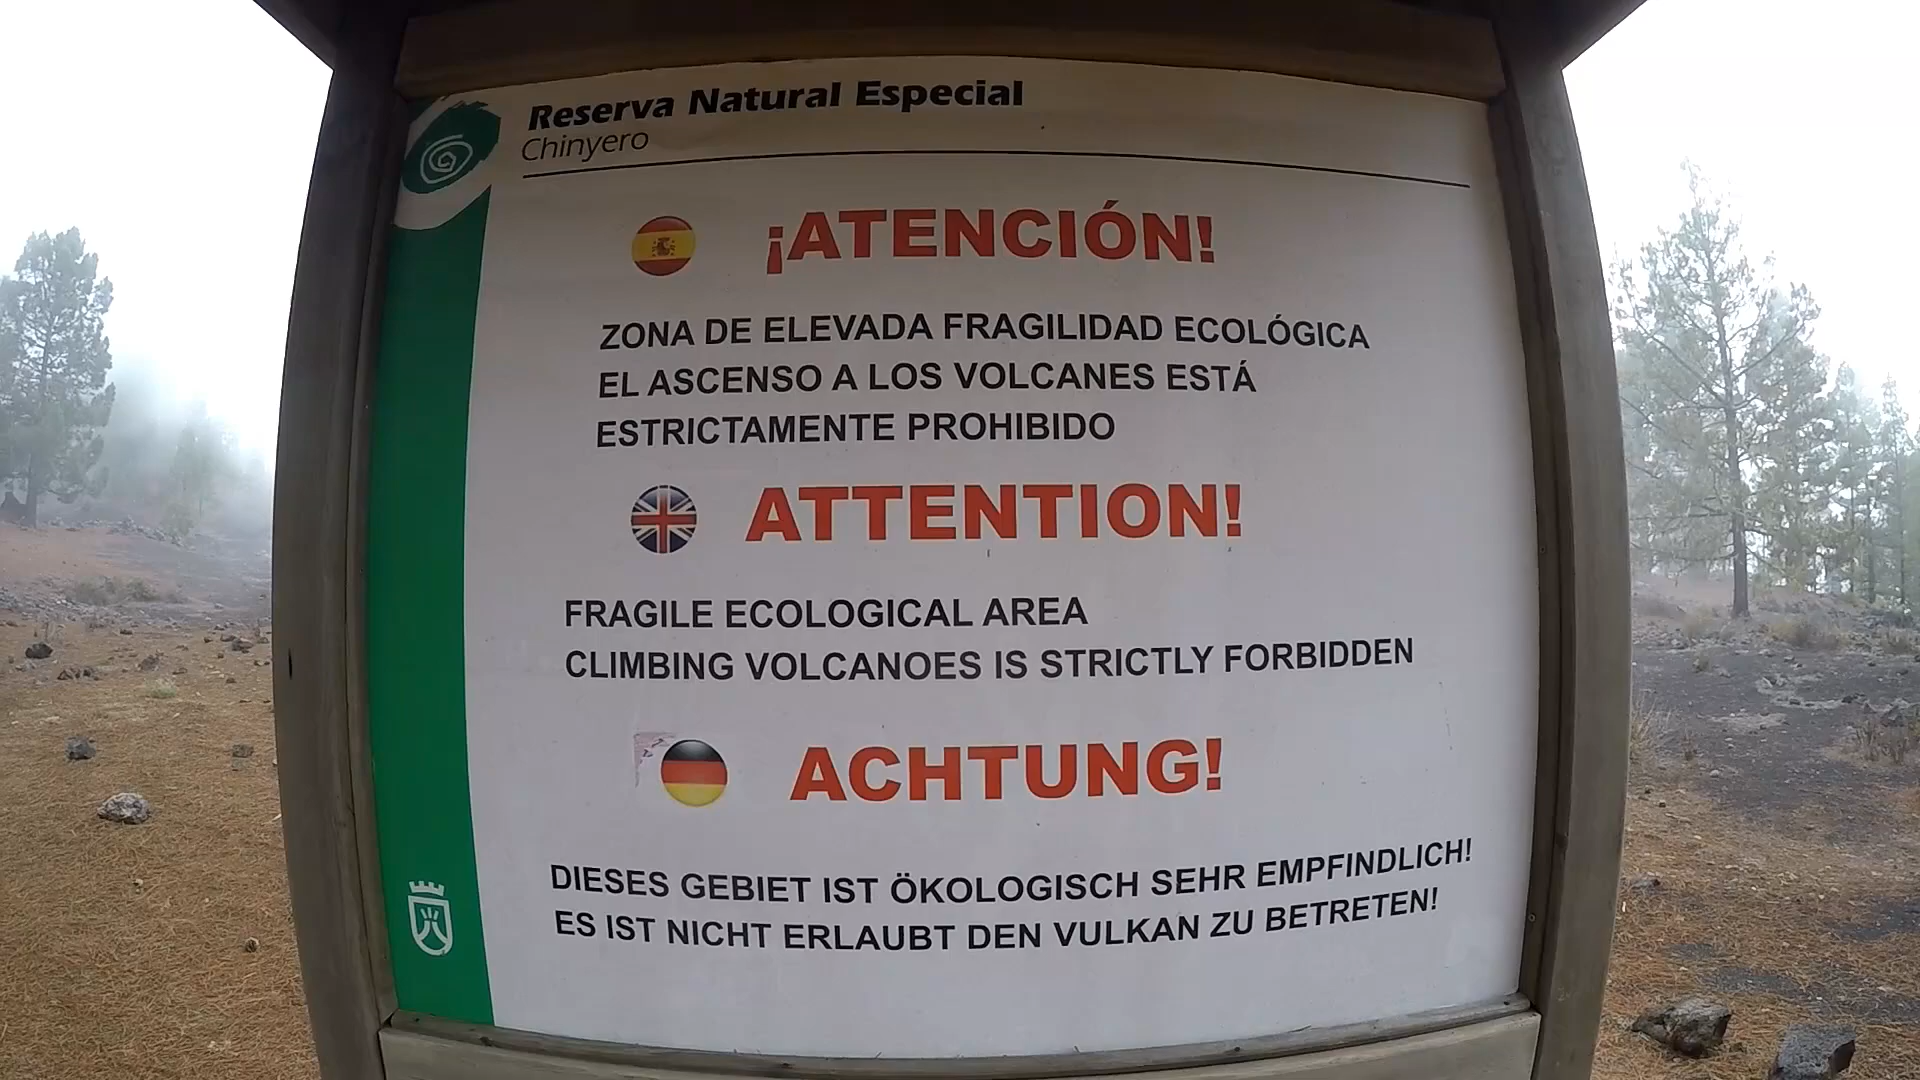 Reserva Natural Especial
Chinyero
¡ATENCIÓN!
ZONA DE ELEVADA FRAGILIDAD ECOLÓGICA
EL ASCENSO A LOS VOLCANES ESTÁ
ESTRICTAMENTE PROHIBIDO
ATTENTION!
FRAGILE ECOLOGICAL AREA
CLIMBING VOLCANOES IS STRICTLY FORBIDDEN
ACHTUNG!
DIESES GEBIET IST ÖKOLOGISCH SEHR EMPFINDLICH!
ES IST NICHT ERLAUBT DEN VULKAN ZU BETRETEN!